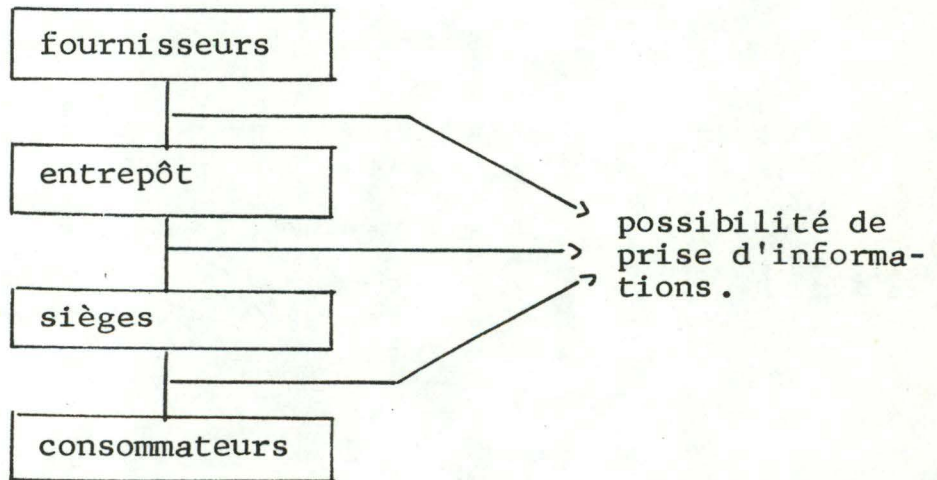 fournisseurs
entrepôt
possibilité de
prise d'informa-
tions.
sièges
consommateurs